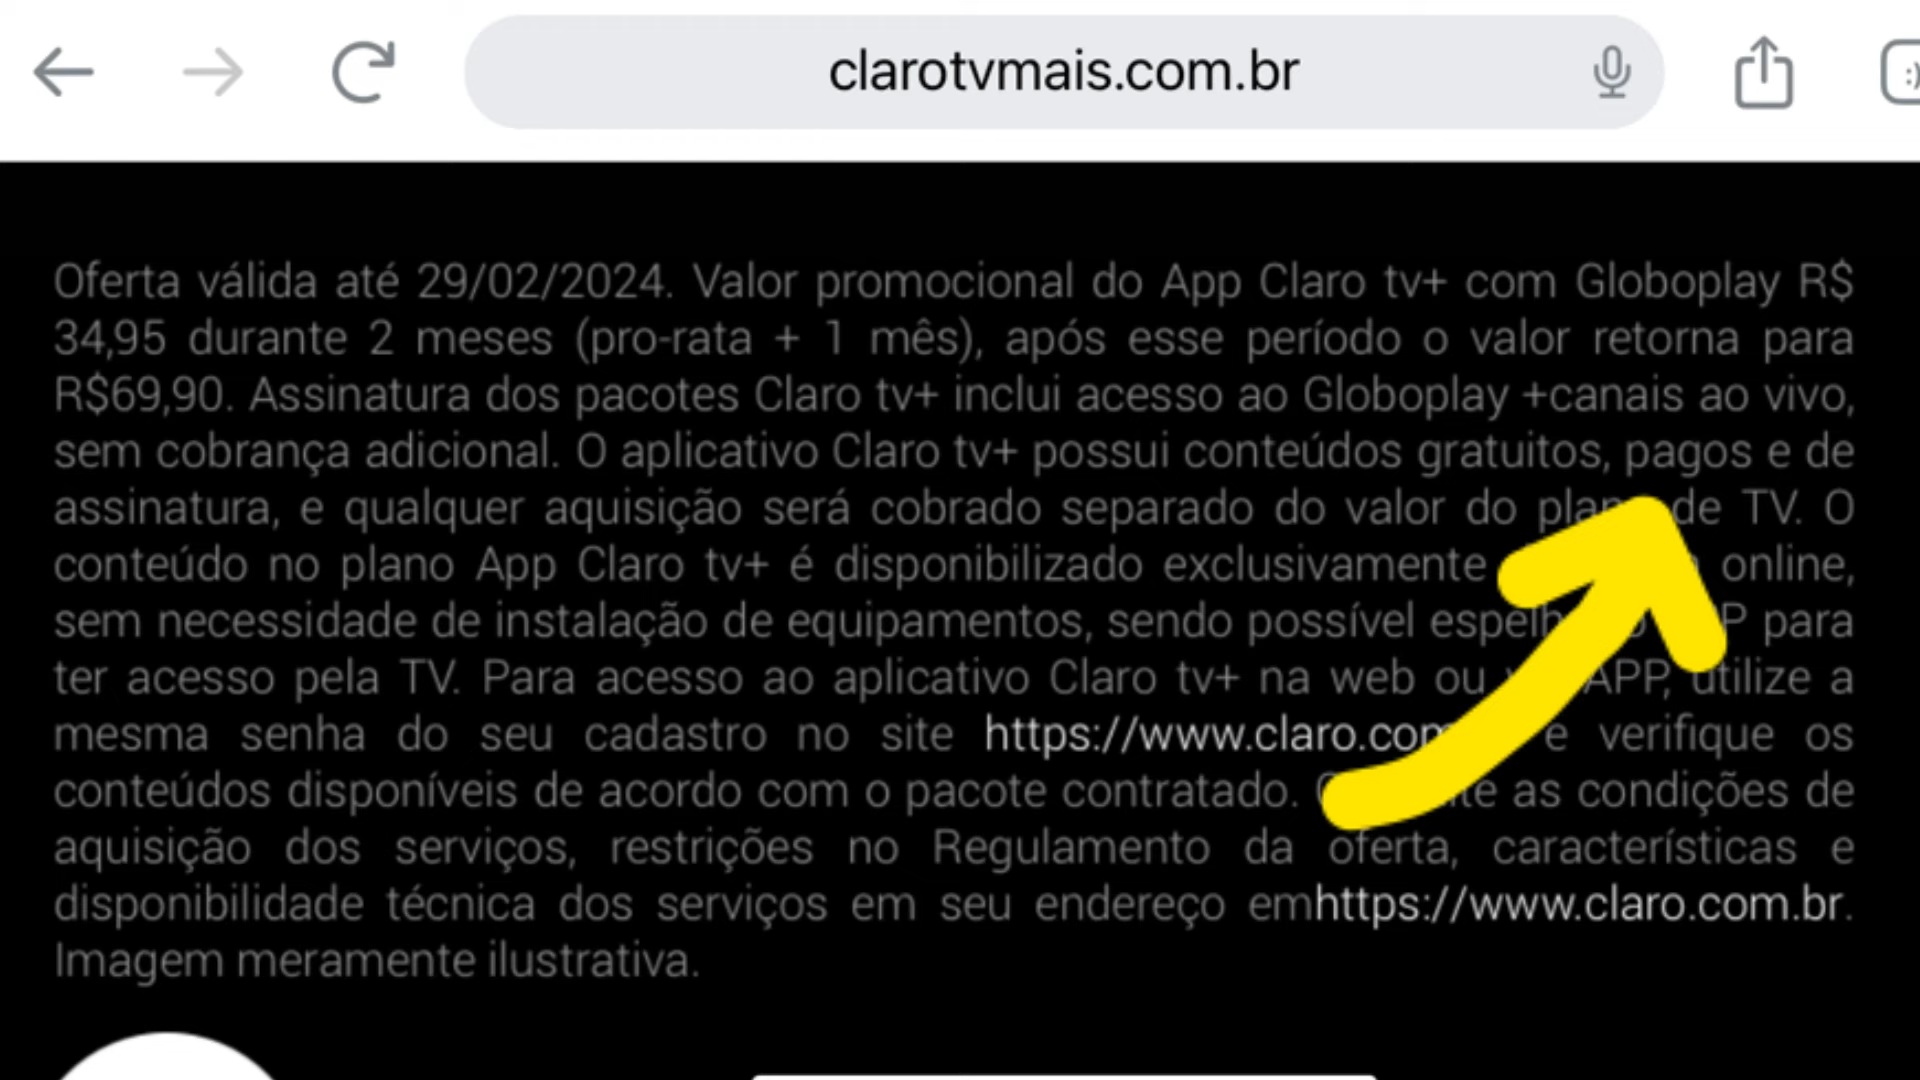 clarotvmais.com.br
:)
Oferta válida até 29/02/2024. Valor promocional do App Claro tv+ com Globoplay R$
34,95 durante 2 meses (pro-rata + 1 mês), após esse período o valor retorna para
R$69,90. Assinatura dos pacotes Claro tv+ inclui acesso ao Globoplay +canais ao vivo,
sem cobrança adicional. O aplicativo Claro tv+ possui conteúdos gratuitos, pagos e de
assinatura, e qualquer aquisição será cobrado separado do valor do plano de TV. O
conteúdo no plano App Claro tv+ é disponibilizado exclusivamente online,
sem necessidade de instalação de equipamentos, sendo possível para
ter acesso pela TV. Para acesso ao aplicativo Claro tv+ na web ou APP, utilize a
mesma senha do seu cadastro no site https://www.claro.com e verifique os
conteúdos disponíveis de acordo com o pacote contratado. as condições de
aquisição dos serviços, restrições no Regulamento da oferta, características e
disponibilidade técnica dos serviços em seu endereço emhttps://www.claro.com.br.
Imagem meramente ilustrativa.